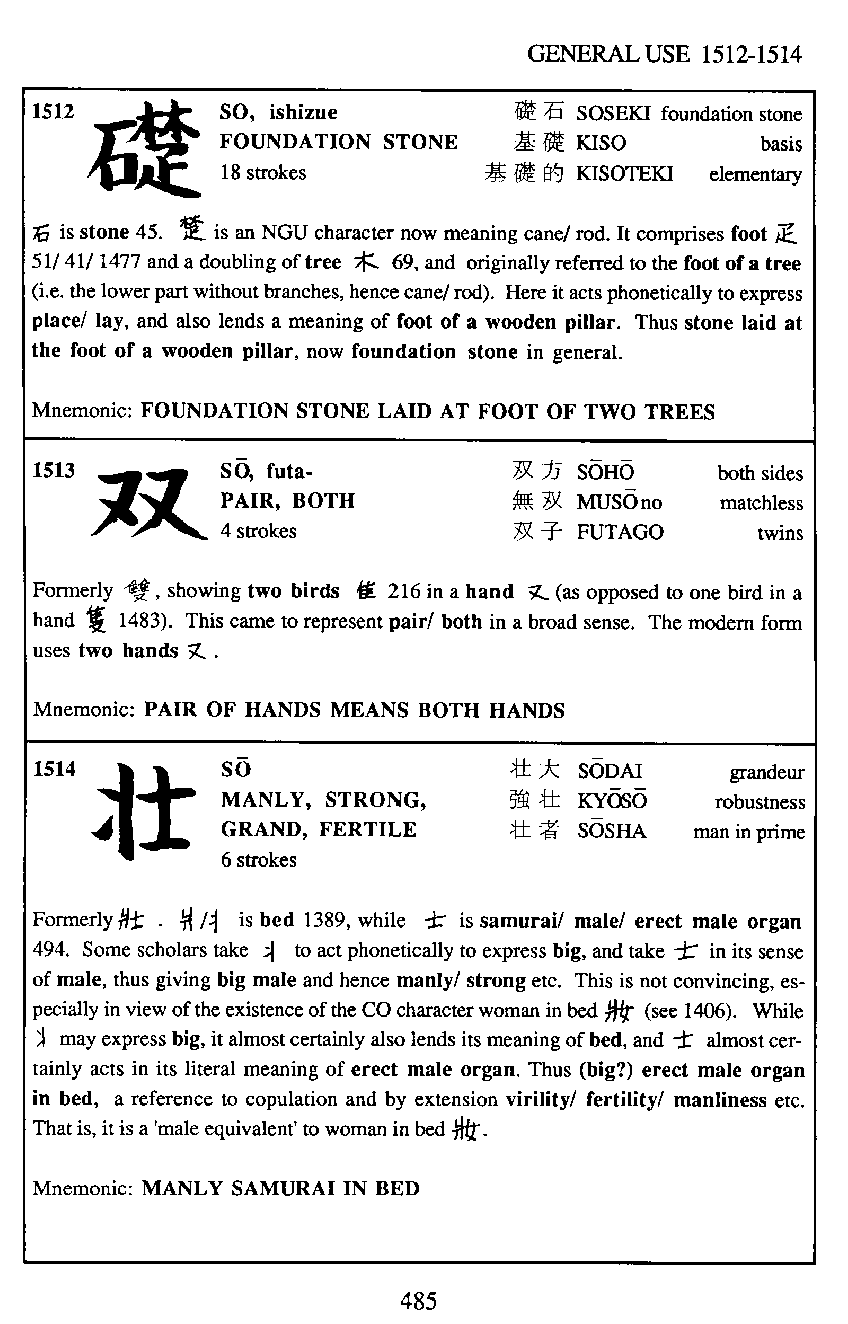 GENERAL USE 1512-1514
1512 礎 SO, ishizue 礎石 SOSEKI foundation stone
FOUNDATION STONE 基礎 KISO basis
18 strokes 基礎的 KISOTEKI elementary
石 is stone 45. 楚 is an NGU character now meaning cane/ rod. It comprises foot 疋
51/ 41/ 1477 and a doubling of tree 木 69, and originally referred to the foot of a tree
(i.e. the lower part without branches, hence cane/ rod). Here it acts phonetically to express
place/ lay, and also lends a meaning of foot of a wooden pillar. Thus stone laid at
the foot of a wooden pillar, now foundation stone in general.
Mnemonic: FOUNDATION STONE LAID AT FOOT OF TWO TREES
1513 双 SŌ, futa- 双方 SŌHŌ both sides
PAIR, BOTH 無双 MUSŌno matchless
4 strokes 双子 FUTAGO twins
Formerly 雙, showing two birds 隹 216 in a hand 又 (as opposed to one bird in a
hand 隻 1483). This came to represent pair/ both in a broad sense. The modern form
uses two hands 又.
Mnemonic: PAIR OF HANDS MEANS BOTH HANDS
1514 壮 SŌ 壮大 SŌDAI grandeur
MANLY, STRONG, 強壮 KYŌSŌ robustness
GRAND, FERTILE 壮者 SŌSHA man in prime
6 strokes
Formerly 壯. 爿/丬 is bed 1389, while 士 is samurai/ male/ erect male organ
494. Some scholars take 丬 to act phonetically to express big, and take 士 in its sense
of male, thus giving big male and hence manly/ strong etc. This is not convincing, es-
pecially in view of the existence of the CO character woman in bed 妝 (see 1406). While
丬 may express big, it almost certainly also lends its meaning of bed, and 士 almost cer-
tainly acts in its literal meaning of erect male organ. Thus (big?) erect male organ
in bed, a reference to copulation and by extension virility/ fertility/ manliness etc.
That is, it is a 'male equivalent' to woman in bed 妝.
Mnemonic: MANLY SAMURAI IN BED
485